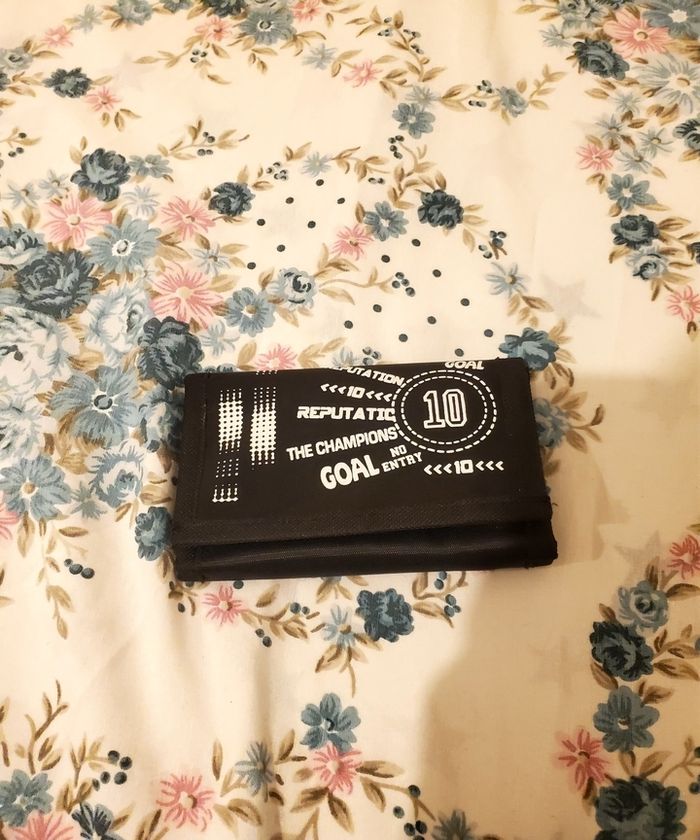 PUTATION
GOAL
<<<10<<<
REPUTATIC
10
THE CHAMPIONS
GOAL
NO
ENTRY
<<<10<<<